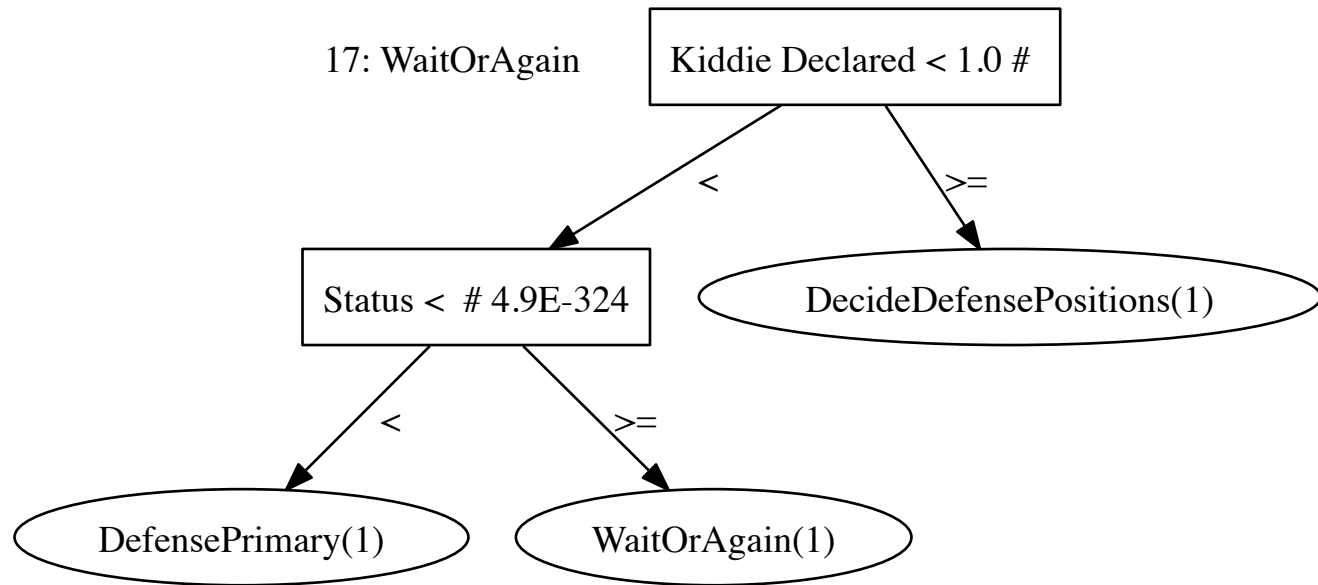 17: WaitOrAgain
Kiddie Declared < 1.0 #
<
>=
Status <  # 4.9E-324
DecideDefensePositions(1)
<
>=
DefensePrimary(1)
WaitOrAgain(1)